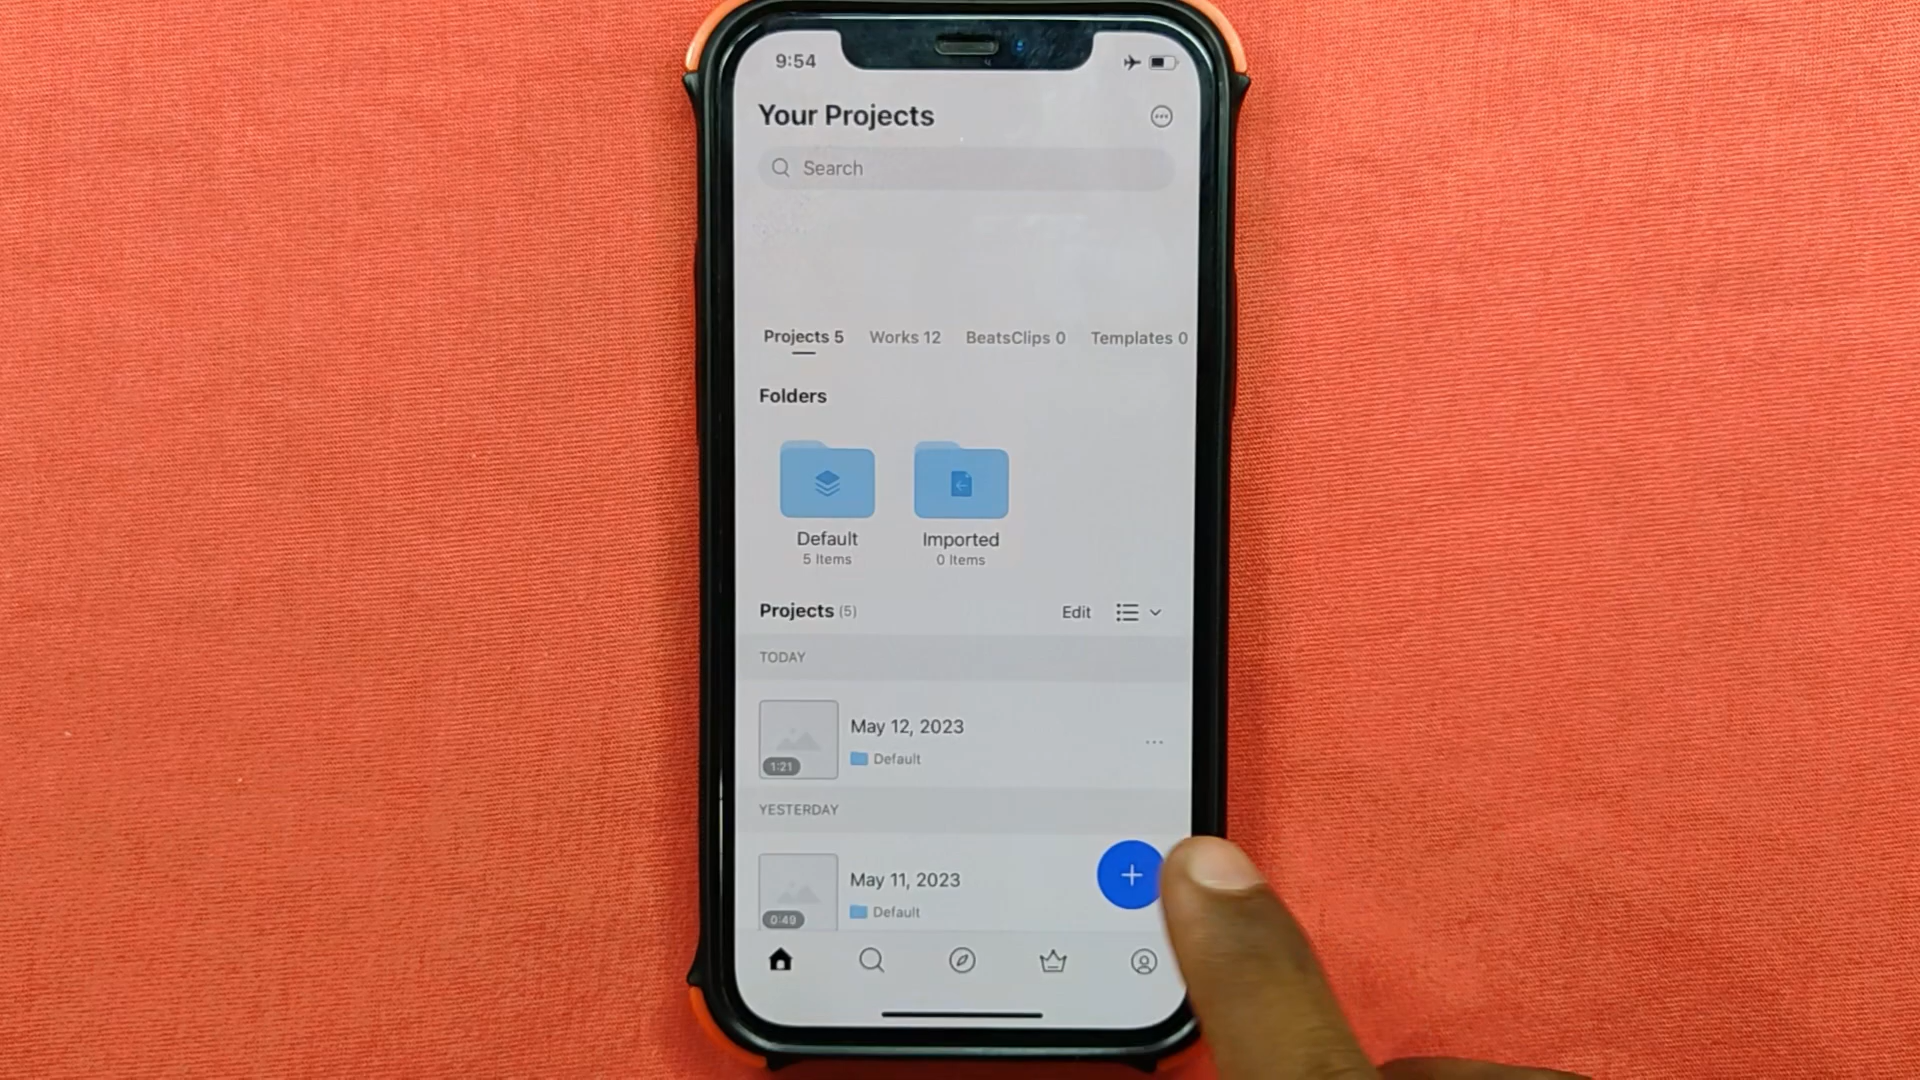 9:54
Your Projects
Search
Projects 5 Works 12 BeatsClips 0 Templates 0
Folders
Default Imported
5 Items 0 Items
Projects (5) Edit
TODAY
May 12, 2023
Default
1:21
YESTERDAY
May 11, 2023
Default
0:49